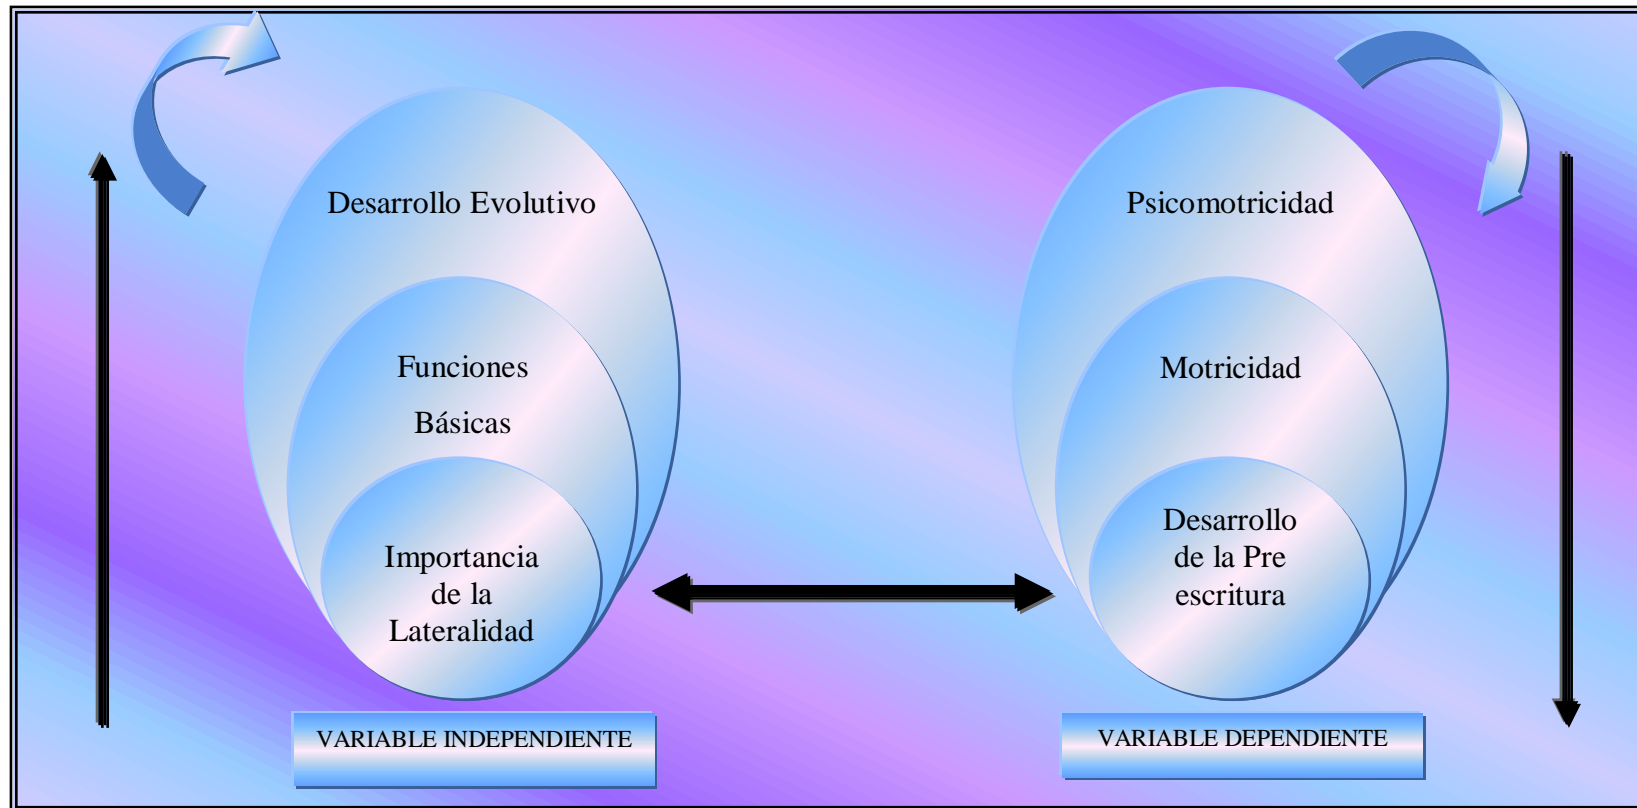 Desarrollo Evolutivo
Funciones
Básicas
Importancia
de la
Lateralidad
VARIABLE INDEPENDIENTE
Psicomotricidad
Motricidad
Desarrollo
de la Pre
escritura
VARIABLE DEPENDIENTE